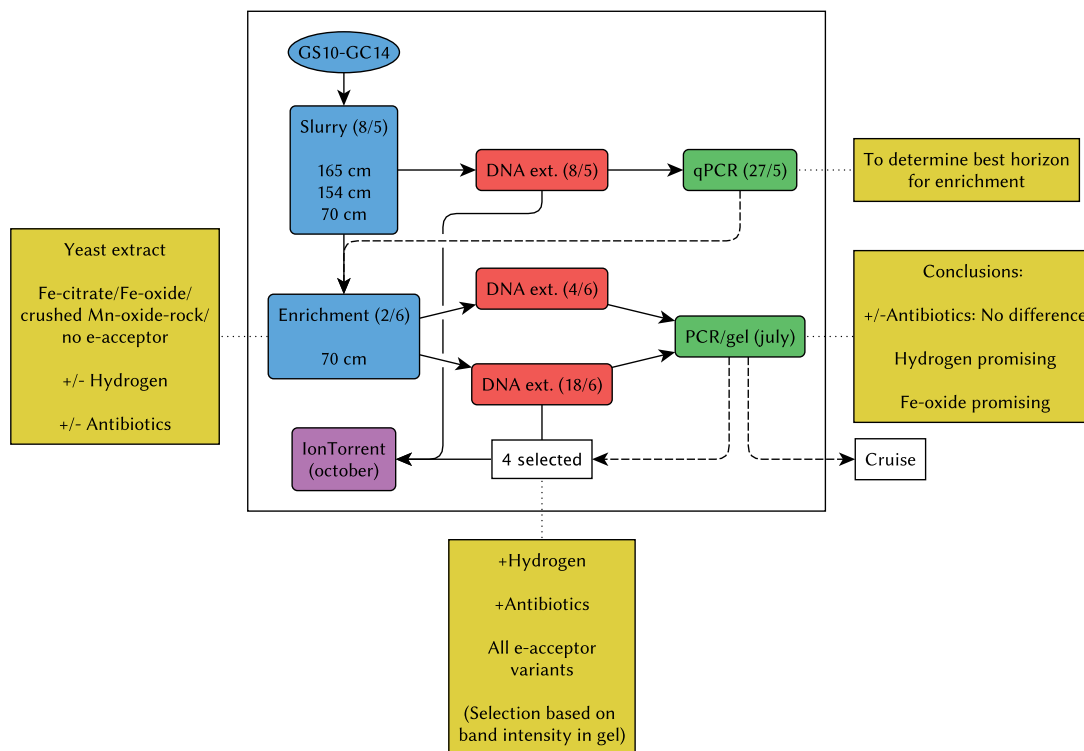 GS10-GC14
Slurry (8/5)
165 cm
154 cm
70 cm
DNA ext. (8/5)
qPCR (27/5)
To determine best horizon
for enrichment
Yeast extract
Fe-citrate/Fe-oxide/
crushed Mn-oxide-rock/
no e-acceptor
+/- Hydrogen
+/- Antibiotics
Enrichment (2/6)
70 cm
DNA ext. (4/6)
DNA ext. (18/6)
PCR/gel (july)
Conclusions:
+/-Antibiotics: No difference
Hydrogen promising
Fe-oxide promising
IonTorrent
(october)
4 selected
Cruise
+Hydrogen
+Antibiotics
All e-acceptor
variants
(Selection based on
band intensity in gel)